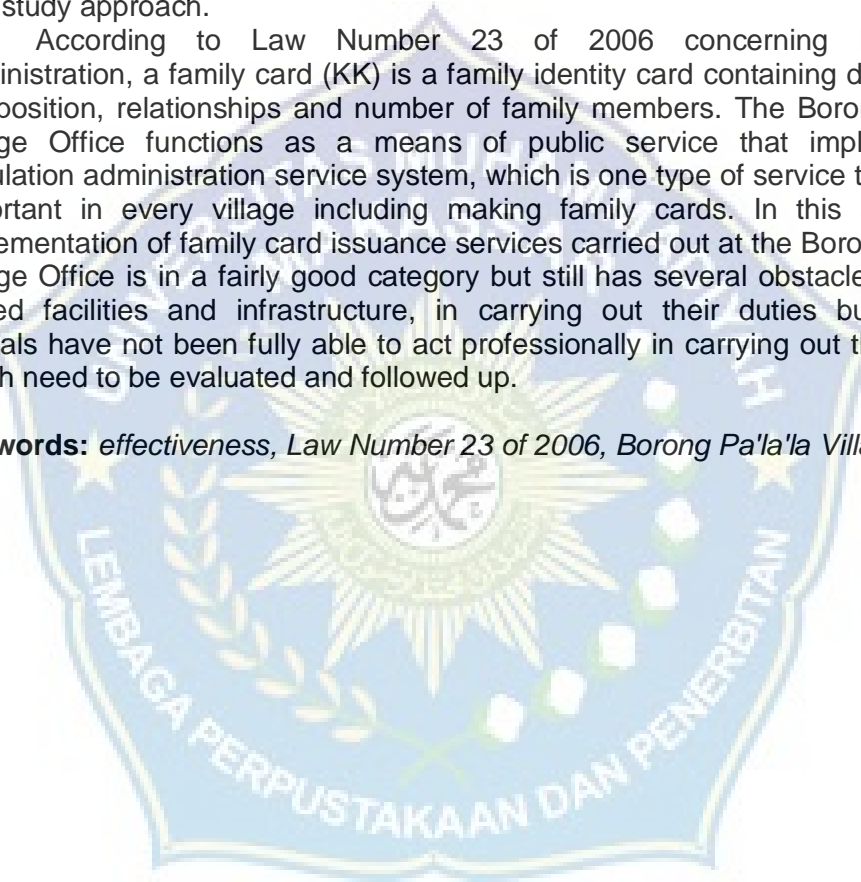 study approach.
According to Law Number 23 of 2006 concerning
inistration, a family card (KK) is a family identity card containing d
position, relationships and number of family members. The Boro
ge Office functions as a means of public service that impl
ulation administration service system, which is one type of service t
ortant in every village including making family cards. In this
ementation of family card issuance services carried out at the Boro
ge Office is in a fairly good category but still has several obstacle
ed facilities and infrastructure, in carrying out their duties bu
als have not been fully able to act professionally in carrying out th
h need to be evaluated and followed up.
words: effectiveness, Law Number 23 of 2006, Borong Pa'la'la Villa
UNIVERSITAS MUHAMMADIYAH
MAKASSAR
LEMBAGA PERPUSTAKAAN DAN PENERBITAN